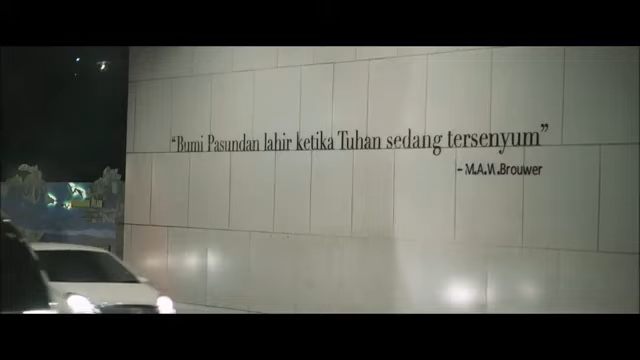 “Bumi Pasundan lahir ketika Tuhan sedang tersenyum”
- M.A.W.Brouwer